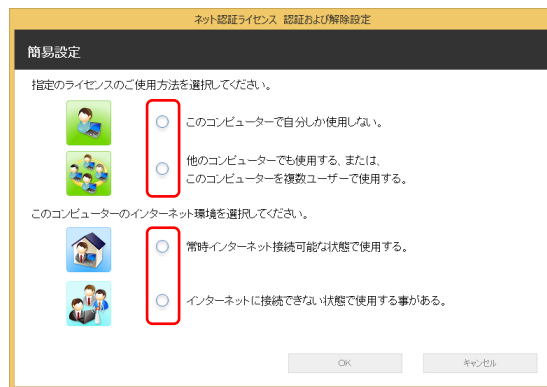 ネット認証ライセンス 認証および解除設定
簡易設定
指定のライセンスのご使用方法を選択してください。
このコンピューターで自分しか使用しない。
他のコンピューターでも使用する、または、
このコンピューターを複数ユーザーで使用する。
このコンピューターのインターネット環境を選択してください。
常時インターネット接続可能な状態で使用する。
インターネットに接続できない状態で使用する事がある。
OK
キャンセル